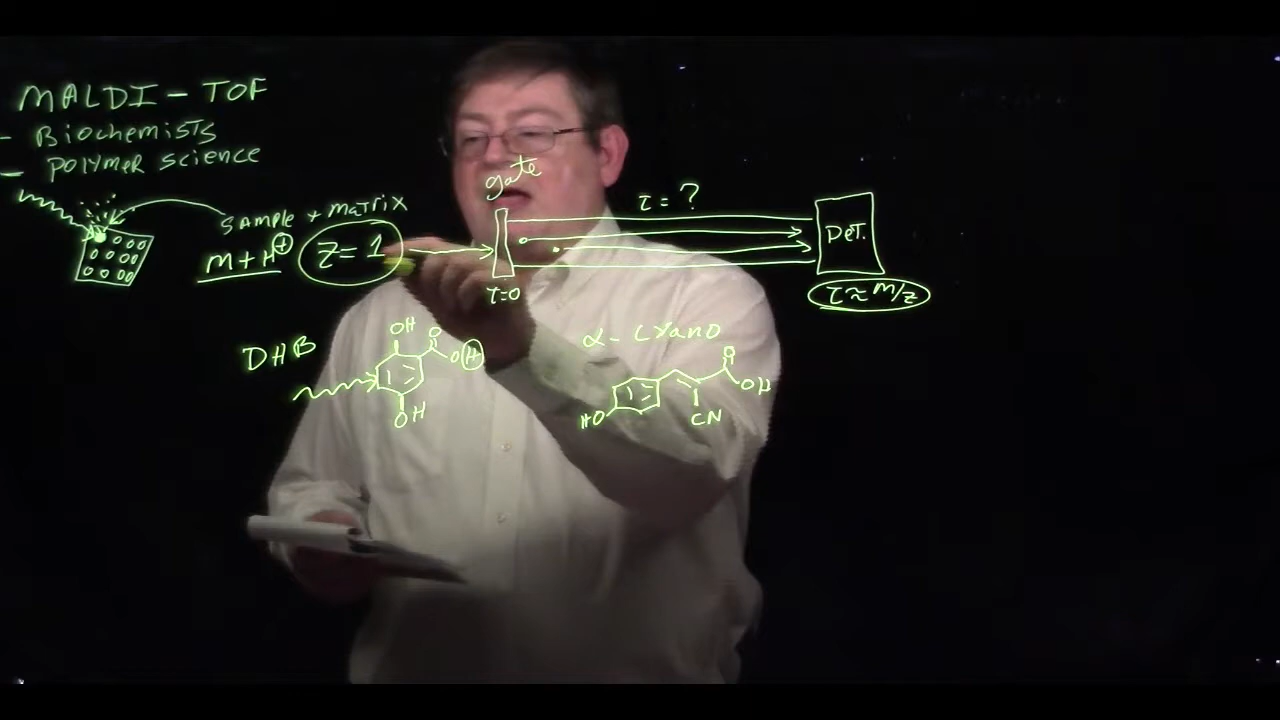 MALDI - TOF
- Biochemists
- Polymer science
sample + matrix
M + H⊕
z = 1
gate
τ=0
τ = ?
DET.
τ ≈ m/z
DHB
OH
O
OH
OH
α - cyano
O
OH
CN
HO